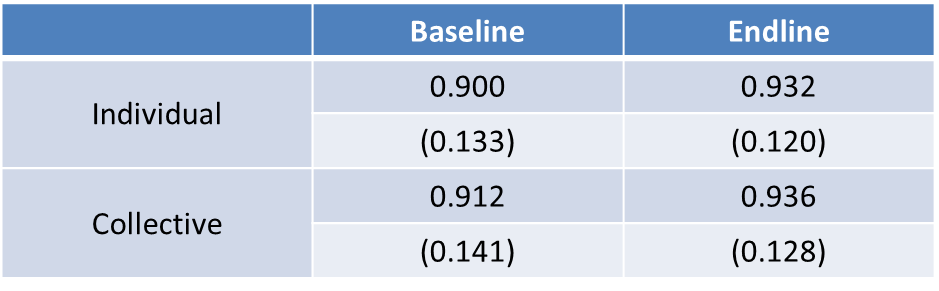 Baseline Endline
Individual 0.900 0.932
(0.133) (0.120)
Collective 0.912 0.936
(0.141) (0.128)